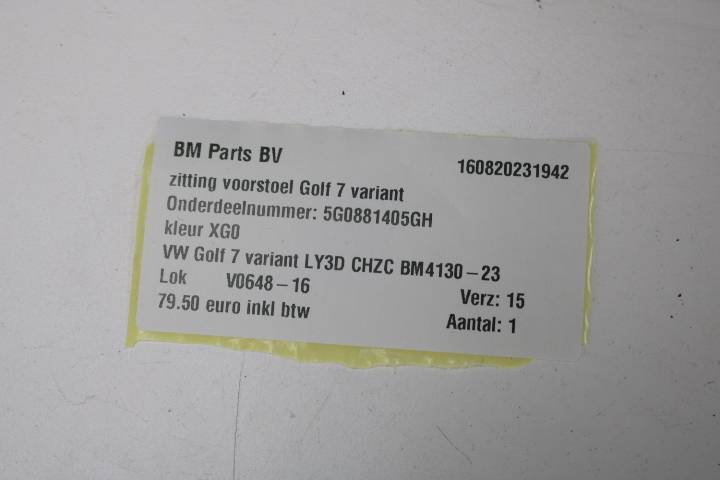 BM Parts BV 160820231942
zitting voorstoel Golf 7 variant
Onderdeelnummer: 5G0881405GH
kleur XG0
VW Golf 7 variant LY3D CHZC BM4130-23
Lok V0648-16 Verz: 15
79.50 euro inkl btw Aantal: 1